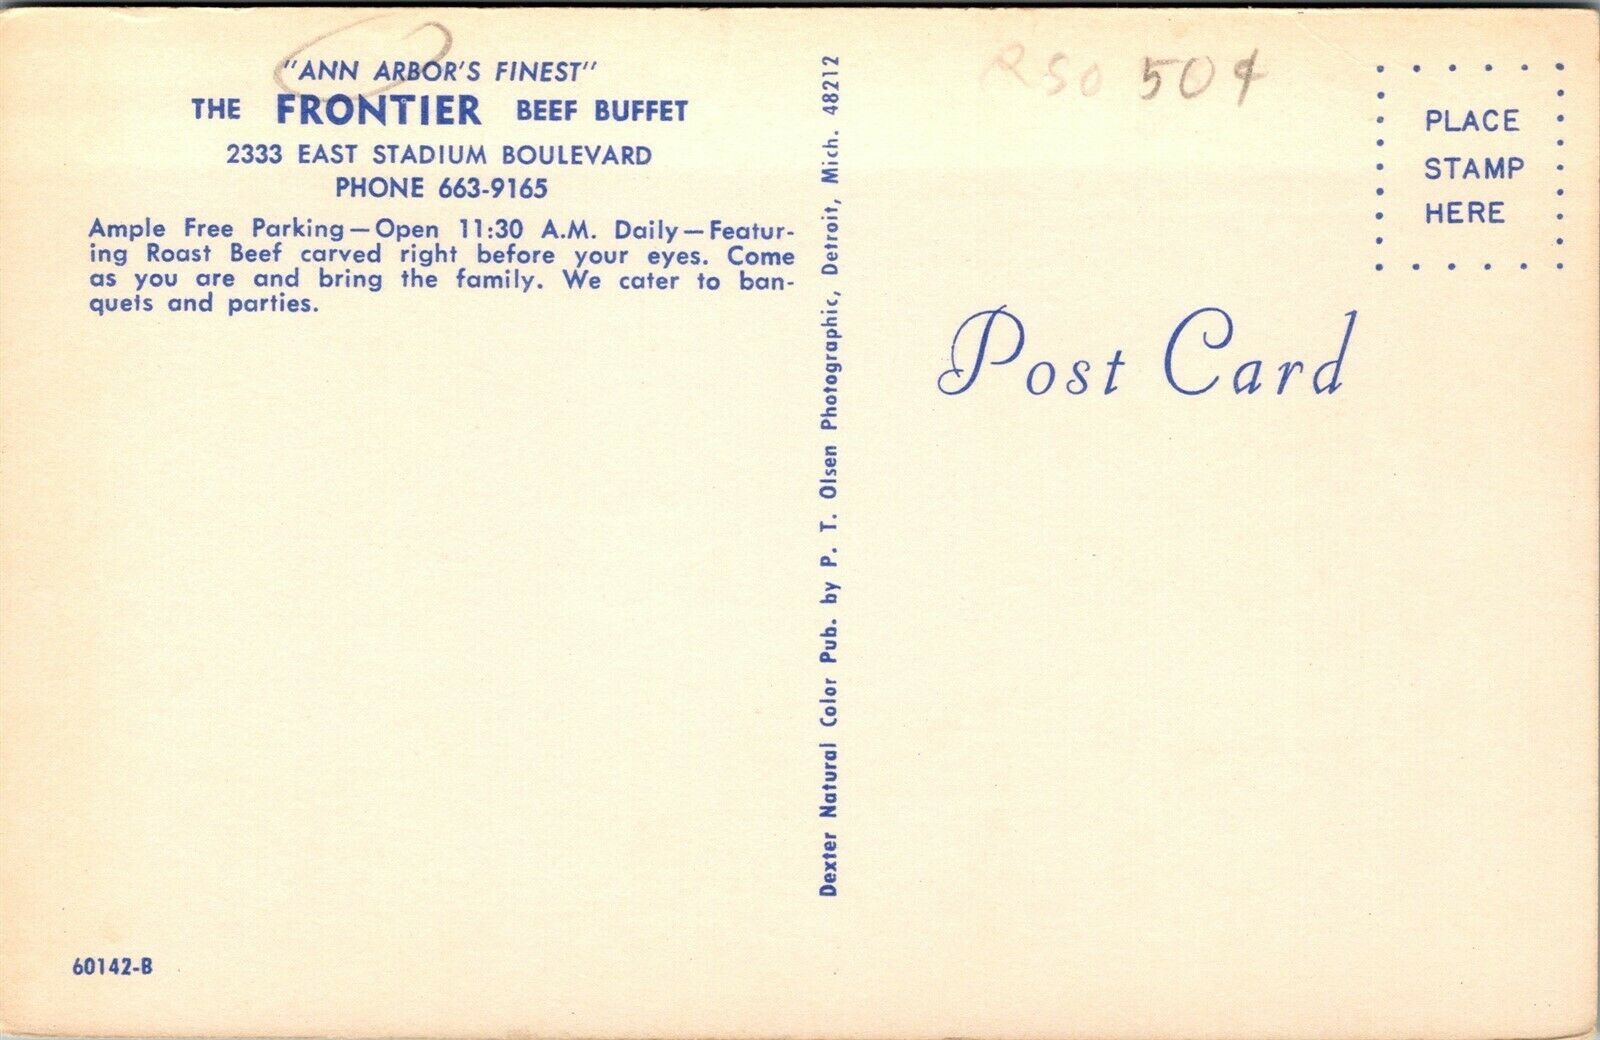 "ANN ARBOR'S FINEST"
THE FRONTIER BEEF BUFFET
2333 EAST STADIUM BOULEVARD
PHONE 663-9165
Ample Free Parking—Open 11:30 A.M. Daily—Featur-
ing Roast Beef carved right before your eyes. Come
as you are and bring the family. We cater to ban-
quets and parties.
60142-B
Dexter Natural Color Pub. by P. T. Olsen Photographic, Detroit, Mich. 48212
50¢
PLACE
STAMP
HERE
Post Card